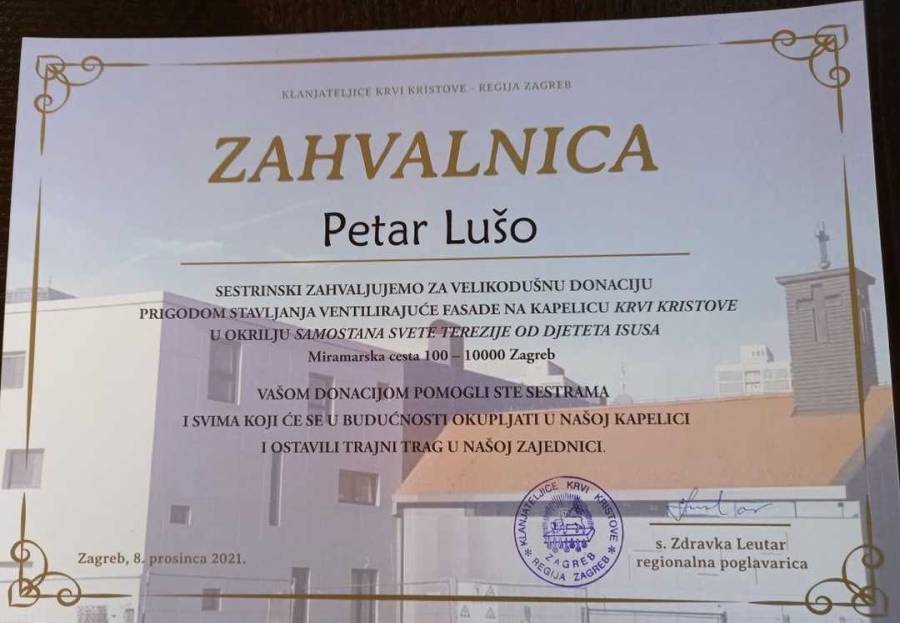 KLANJATELJICE KRVI KRISTOVE - REGIJA ZAGREB
ZAHVALNICA
Petar Lušo
SESTRINSKI ZAHVALJUJEMO ZA VELIKODUŠNU DONACIJU
PRIGODOM STAVLJANJA VENTILIRAJUĆE FASADE NA KAPELICU KRVI KRISTOVE
U OKRILJU SAMOSTANA SVETE TEREZIJE OD DJETETA ISUSA
Miramarska cesta 100 – 10000 Zagreb
VAŠOM DONACIJOM POMOGLI STE SESTRAMA
I SVIMA KOJI ĆE SE U BUDUĆNOSTI OKUPLJATI U NAŠOJ KAPELICI
I OSTAVILI TRAJNI TRAG U NAŠOJ ZAJEDNICI.
KLANJATELJICE KRVI KRISTOVE
ZAGREB
REGIJA ZAGREB
Zagreb, 8. prosinca 2021.
s. Zdravka Leutar
regionalna poglavarica